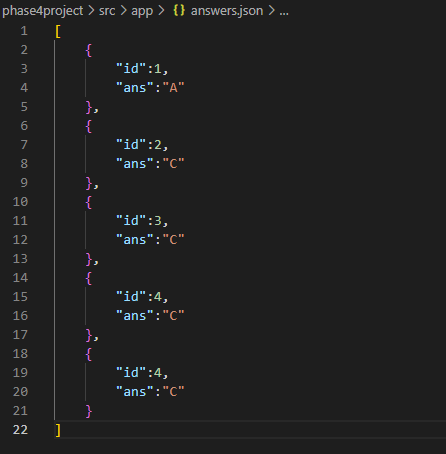 phase4project > src > app > {} answers.json > ...
1 [
2 {
3 "id":1,
4 "ans":"A"
5 },
6 {
7 "id":2,
8 "ans":"C"
9 },
10 {
11 "id":3,
12 "ans":"C"
13 },
14 {
15 "id":4,
16 "ans":"C"
17 },
18 {
19 "id":4,
20 "ans":"C"
21 }
22 ]